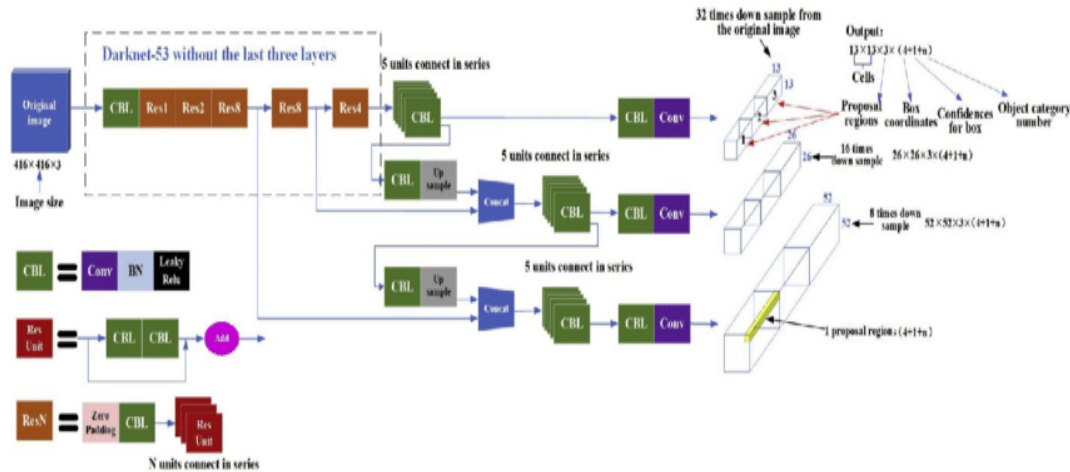 32 times down sample from
the original image
Output:
13×13×3×(4+1+n)
Cells
Proposal
regions
Box
coordinates
Confidences
for box
Object category
number
Darknet-53 without the last three layers
5 units connect in series
Original
image
CBL
Res1
Res2
Res8
Res8
Res4
CBL
CBL
Conv
13
13
3
2
1
416×416×3
Image size
CBL
Up
sample
Concat
5 units connect in series
CBL
CBL
Conv
26
26
16 times
down sample
26×26×3×(4+1+n)
52
52
8 times down
sample
52×52×3×(4+1+n)
CBL
=
Conv
BN
Leaky
Relu
5 units connect in series
CBL
Up
sample
Concat
CBL
CBL
Conv
1 proposal region:(4+1+n)
Res
Unit
=
CBL
CBL
Add
ResN
=
Zero
Padding
CBL
Res
Unit
N units connect in series